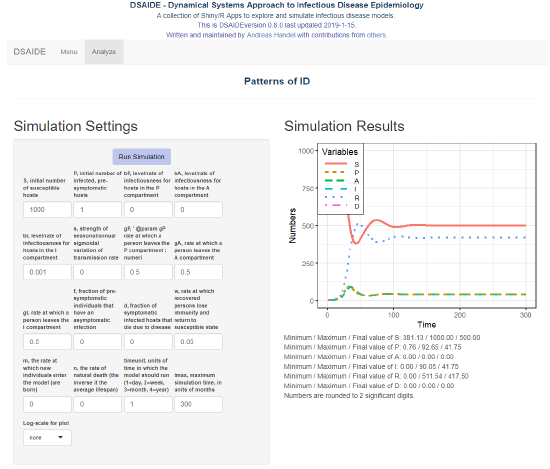 DSAIDE - Dynamical Systems Approach to Infectious Disease Epidemiology
A collection of Shiny/R Apps to explore and simulate infectious disease models.
This is DSAIDEversion 0.8.0 last updated 2019-1-15.
Written and maintained by Andreas Handel with contributions from others.
DSAIDE Menu Analyze
Patterns of ID
Simulation Settings
Run Simulation
S, initial number
of susceptible
hosts
1000
P, initial number of
infected, pre-
symptomatic
hosts
1
bP, level/rate of
infectiousness for
hosts in the P
compartment
0
bA, level/rate of
infectiousness for
hosts in the A
compartment
0
bI, level/rate of
infectiousness for
hosts in the I
compartment
0.001
s, strength of
seasonal/annual
sigmoidal
variation of
transmission rate
0
gP, ' @param gP
rate at which a
person leaves the
P compartment :
numeri
0.5
gA, rate at which a
person leaves the
A compartment
0.5
gI, rate at which a
person leaves the
I compartment
0.5
f, fraction of pre-
symptomatic
individuals that
have an
asymptomatic
infection
0
d, fraction of
symptomatic
infected hosts that
die due to disease
0
w, rate at which
recovered
persons lose
immunity and
return to
susceptible state
0.05
m, the rate at
which new
individuals enter
the model (are
born)
0
n, the rate of
natural death (the
inverse it the
average lifespan)
0
timeunit, units of
time in which the
model should run
(1=day, 2=week,
3=month, 4=year)
1
tmax, maximum
simulation time, in
units of months
300
Log-scale for plot
none
Simulation Results
Variables
S
P
A
I
R
D
Numbers
1000
750
500
250
0
0 100 200 300
Time
Minimum / Maximum / Final value of S: 381.13 / 1000.00 / 500.00
Minimum / Maximum / Final value of P: 0.76 / 92.65 / 41.75
Minimum / Maximum / Final value of A: 0.00 / 0.00 / 0.00
Minimum / Maximum / Final value of I: 0.00 / 90.05 / 41.75
Minimum / Maximum / Final value of R: 0.00 / 511.54 / 417.50
Minimum / Maximum / Final value of D: 0.00 / 0.00 / 0.00
Numbers are rounded to 2 significant digits.